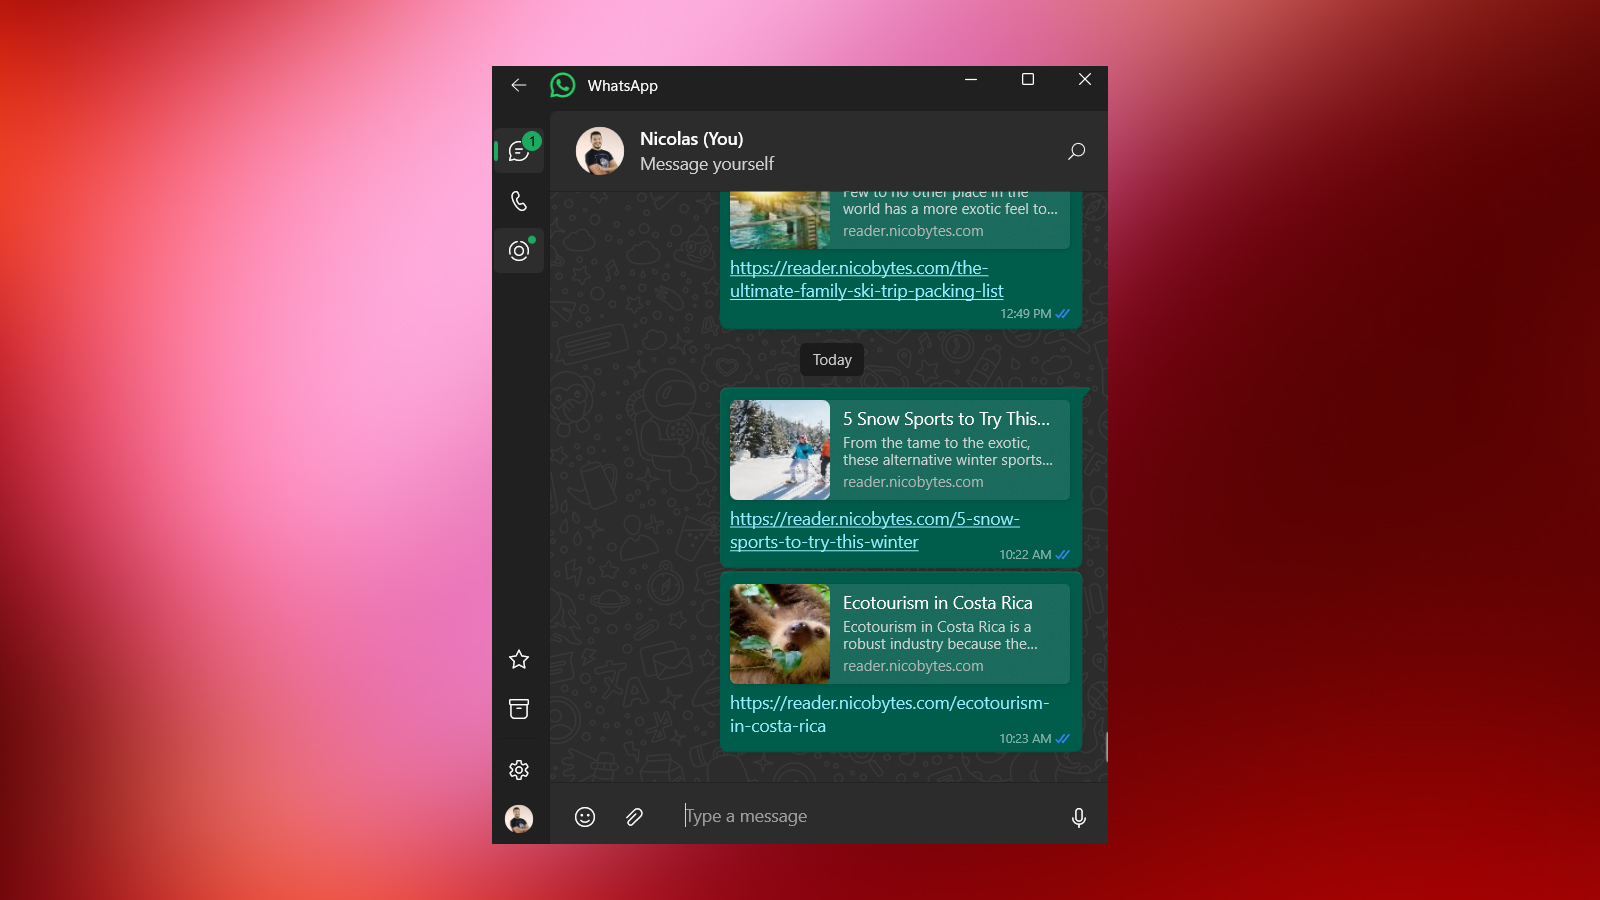 WhatsApp
1
Nicolas (You)
Message yourself
Few to no other place in the
world has a more exotic feel to...
reader.nicobytes.com
https://reader.nicobytes.com/the-
ultimate-family-ski-trip-packing-list
12:49 PM
Today
5 Snow Sports to Try This...
From the tame to the exotic,
these alternative winter sports...
reader.nicobytes.com
https://reader.nicobytes.com/5-snow-
sports-to-try-this-winter
10:22 AM
Ecotourism in Costa Rica
Ecotourism in Costa Rica is a
robust industry because the...
reader.nicobytes.com
https://reader.nicobytes.com/ecotourism-
in-costa-rica
10:23 AM
Type a message